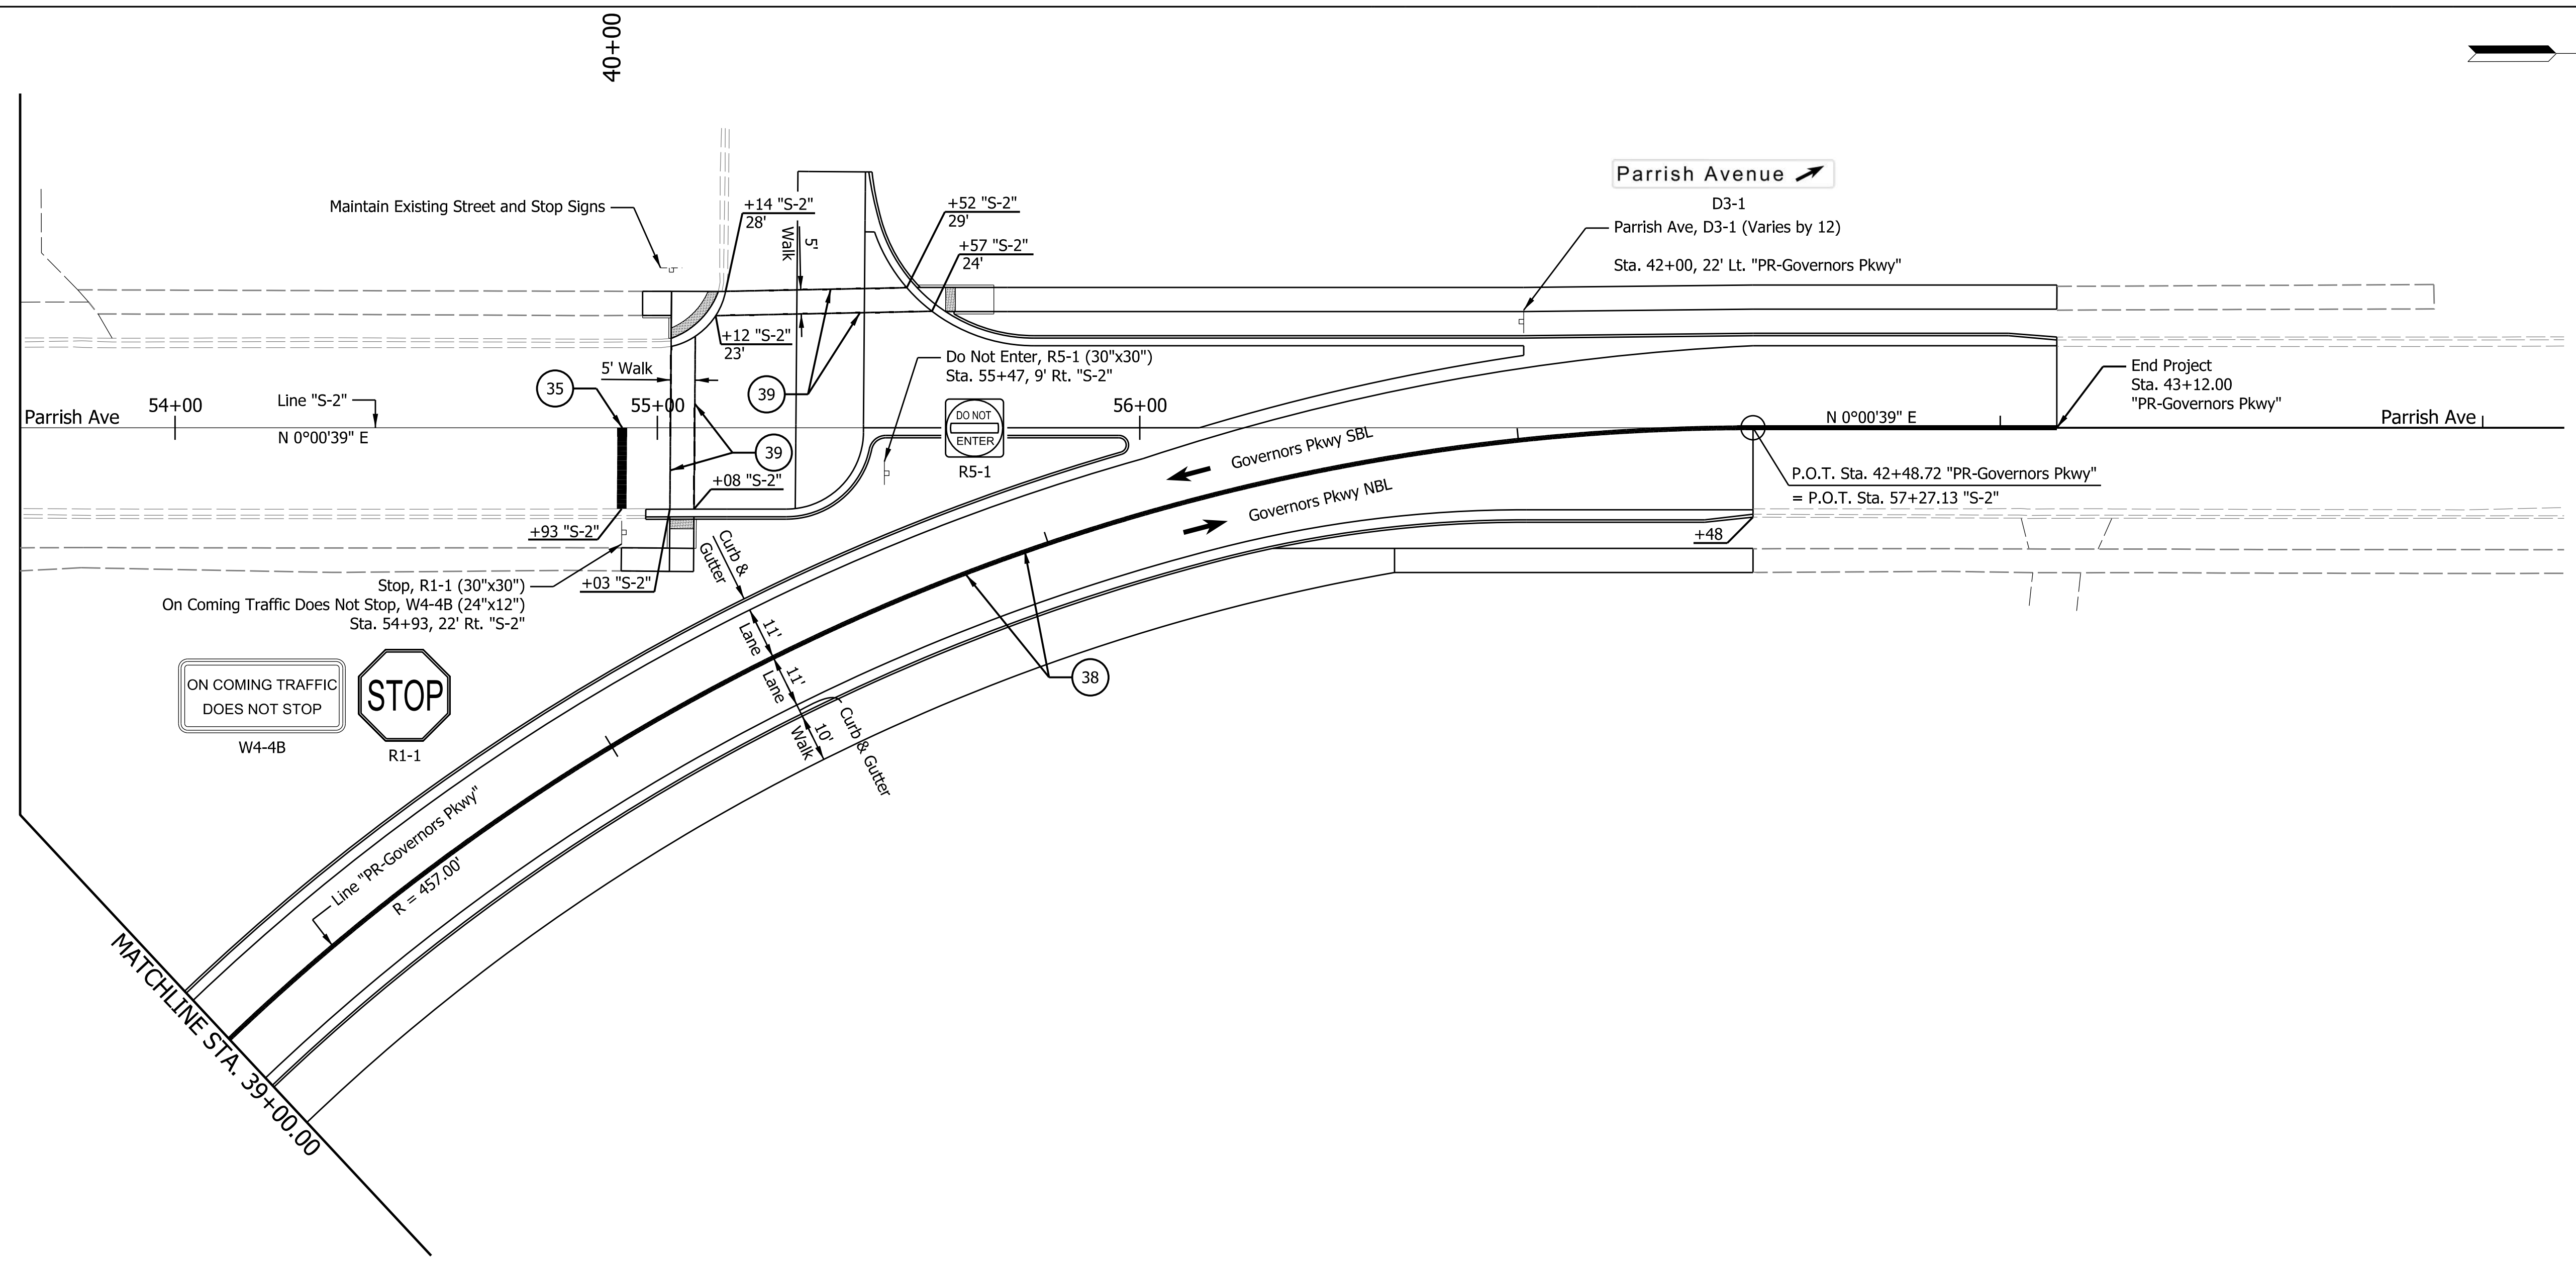 40+00
Parrish Avenue
D3-1
Parrish Ave, D3-1 (Varies by 12)
Sta. 42+00, 22' Lt. "PR-Governors Pkwy"
Maintain Existing Street and Stop Signs
+14 "S-2"
28'
5'
Walk
+52 "S-2"
29'
+57 "S-2"
24'
+12 "S-2"
23'
5' Walk
35
39
Do Not Enter, R5-1 (30"x30")
Sta. 55+47, 9' Rt. "S-2"
DO NOT
ENTER
R5-1
End Project
Sta. 43+12.00
"PR-Governors Pkwy"
Parrish Ave
54+00
Line "S-2"
N 0°00'39" E
55+00
56+00
N 0°00'39" E
Parrish Ave
39
+08 "S-2"
Governors Pkwy SBL
Governors Pkwy NBL
P.O.T. Sta. 42+48.72 "PR-Governors Pkwy"
= P.O.T. Sta. 57+27.13 "S-2"
+48
+93 "S-2"
+03 "S-2"
Stop, R1-1 (30"x30")
On Coming Traffic Does Not Stop, W4-4B (24"x12")
Sta. 54+93, 22' Rt. "S-2"
Curb &
Gutter
11'
Lane
11'
Lane
10'
Walk
Curb & Gutter
38
ON COMING TRAFFIC
DOES NOT STOP
W4-4B
STOP
R1-1
Line "PR-Governors Pkwy"
R = 457.00'
MATCHLINE STA. 39+00.00